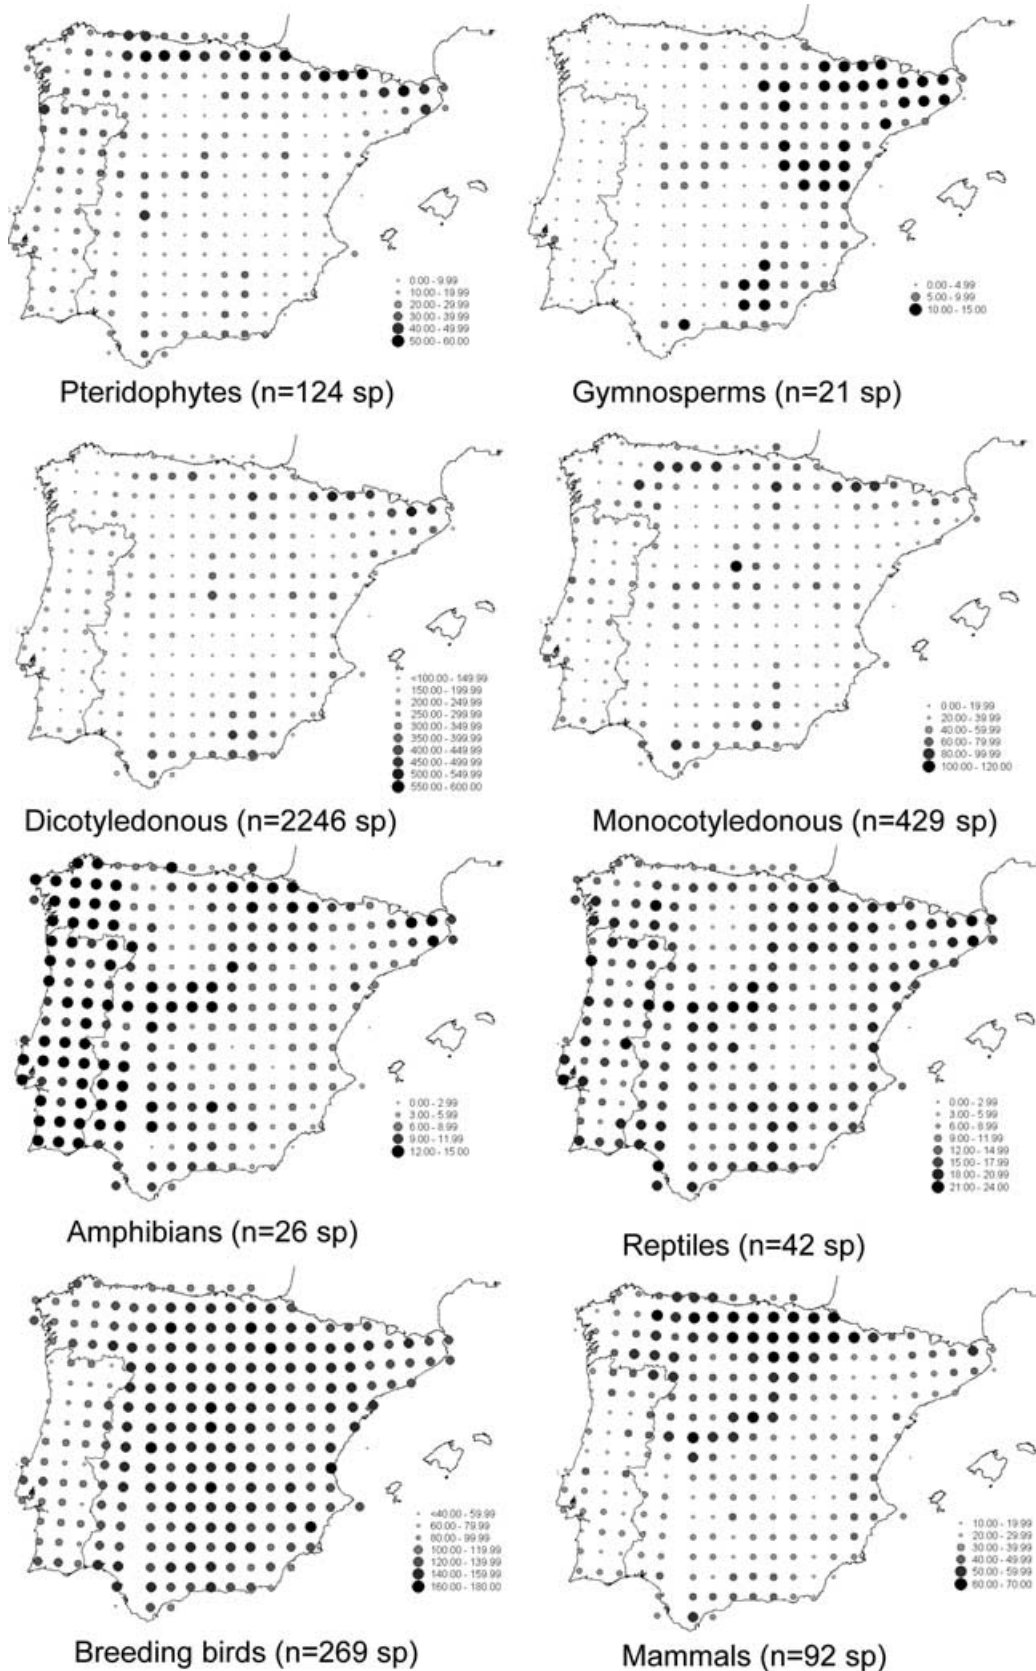 0.00 - 9.99
10.00 - 19.99
20.00 - 29.99
30.00 - 39.99
40.00 - 49.99
50.00 - 60.00
Pteridophytes (n=124 sp)
0.00 - 4.99
5.00 - 9.99
10.00 - 15.00
Gymnosperms (n=21 sp)
<100.00 - 149.99
150.00 - 199.99
200.00 - 249.99
250.00 - 299.99
300.00 - 349.99
350.00 - 399.99
400.00 - 449.99
450.00 - 499.99
500.00 - 549.99
550.00 - 600.00
Dicotyledonous (n=2246 sp)
0.00 - 19.99
20.00 - 39.99
40.00 - 59.99
60.00 - 79.99
80.00 - 99.99
100.00 - 120.00
Monocotyledonous (n=429 sp)
0.00 - 2.99
3.00 - 5.99
6.00 - 8.99
9.00 - 11.99
12.00 - 15.00
Amphibians (n=26 sp)
0.00 - 2.99
3.00 - 5.99
6.00 - 8.99
9.00 - 11.99
12.00 - 14.99
15.00 - 17.99
18.00 - 20.99
21.00 - 24.00
Reptiles (n=42 sp)
<40.00 - 59.99
60.00 - 79.99
80.00 - 99.99
100.00 - 119.99
120.00 - 139.99
140.00 - 159.99
160.00 - 180.00
Breeding birds (n=269 sp)
10.00 - 19.99
20.00 - 29.99
30.00 - 39.99
40.00 - 49.99
50.00 - 59.99
60.00 - 70.00
Mammals (n=92 sp)